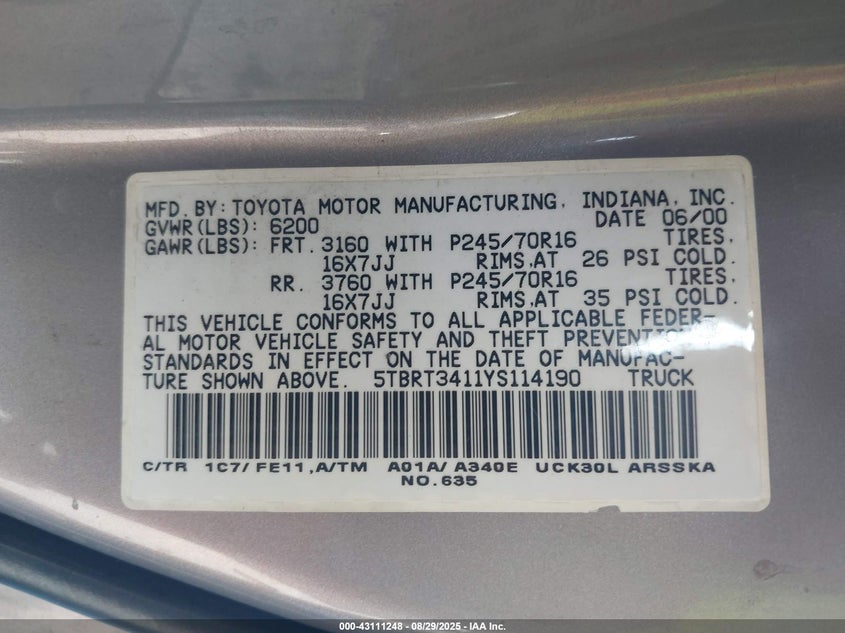 MFD. BY: TOYOTA MOTOR MANUFACTURING, INDIANA, INC.
GVWR(LBS): 6200 DATE 06/00
GAWR(LBS): FRT. 3160 WITH P245/70R16 TIRES,
16X7JJ RIMS,AT 26 PSI COLD.
RR. 3760 WITH P245/70R16 TIRES,
16X7JJ RIMS,AT 35 PSI COLD.
THIS VEHICLE CONFORMS TO ALL APPLICABLE FEDER-
AL MOTOR VEHICLE SAFETY AND THEFT PREVENTION
STANDARDS IN EFFECT ON THE DATE OF MANUFAC-
TURE SHOWN ABOVE. 5TBRT3411YS114190 TRUCK
C/TR 1C7/ FE11,A/TM A01A/ A340E UCK30L ARSSKA
NO.635
000-43111248 - 08/29/2025 - IAA Inc.